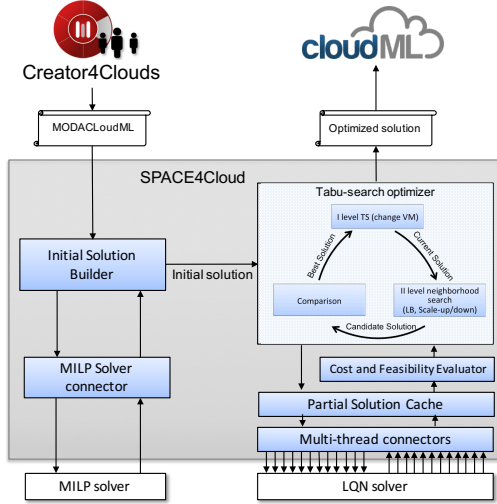 Creator4Clouds
cloudML
MODACLoudML
Optimized solution
SPACE4Cloud
Tabu-search optimizer
I level TS (change VM)
Best Solution
Current Solution
Initial Solution
Builder
Initial solution
Comparison
II level neighborhood
search
(LB, Scale-up/down)
Candidate Solution
MILP Solver
connector
Cost and Feasibility Evaluator
Partial Solution Cache
Multi-thread connectors
MILP solver
LQN solver